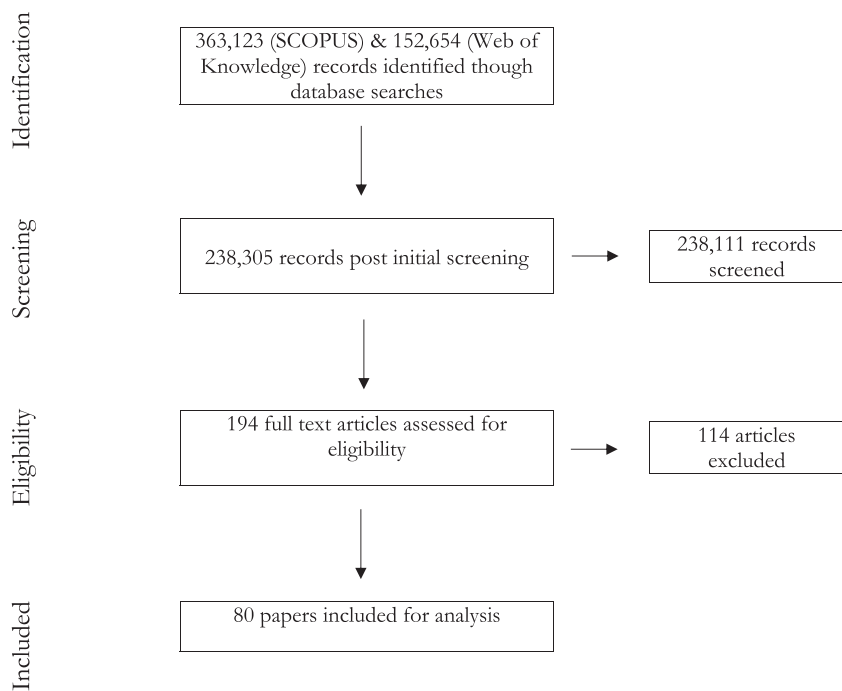 Identification
363,123 (SCOPUS) & 152,654 (Web of
Knowledge) records identified though
database searches
Screening
238,305 records post initial screening
238,111 records
screened
Eligibility
194 full text articles assessed for
eligibility
114 articles
excluded
Included
80 papers included for analysis